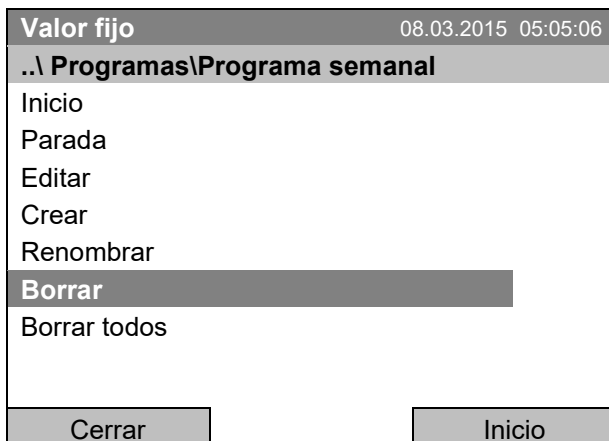 Valor fijo 08.03.2015 05:05:06
..\ Programas\Programa semanal
Inicio
Parada
Editar
Crear
Renombrar
Borrar
Borrar todos
Cerrar Inicio